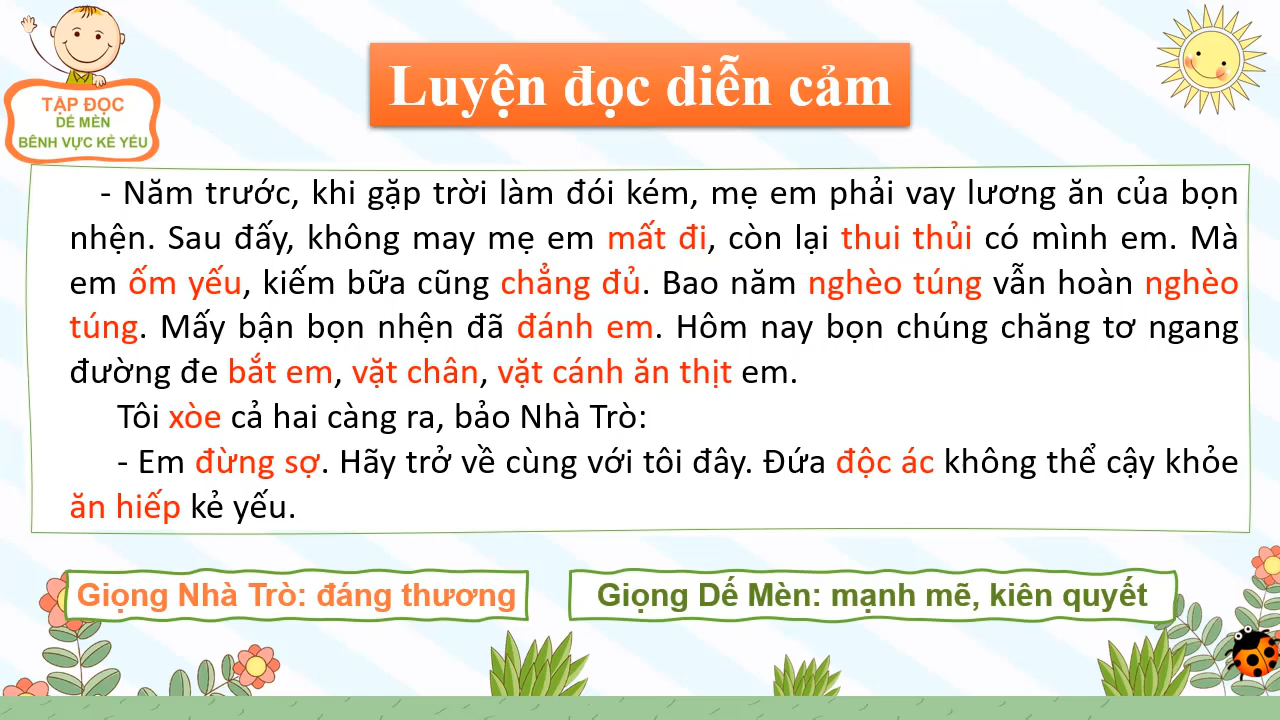 TẬP ĐỌC
DẾ MÈN
BÊNH VỰC KẺ YẾU
Luyện đọc diễn cảm
- Năm trước, khi gặp trời làm đói kém, mẹ em phải vay lương ăn của bọn
nhện. Sau đấy, không may mẹ em mất đi, còn lại thui thủi có mình em. Mà
em ốm yếu, kiếm bữa cũng chẳng đủ. Bao năm nghèo túng vẫn hoàn nghèo
túng. Mấy bận bọn nhện đã đánh em. Hôm nay bọn chúng chăng tơ ngang
đường đe bắt em, vặt chân, vặt cánh ăn thịt em.
Tôi xòe cả hai càng ra, bảo Nhà Trò:
- Em đừng sợ. Hãy trở về cùng với tôi đây. Đứa độc ác không thể cậy khỏe
ăn hiếp kẻ yếu.
Giọng Nhà Trò: đáng thương
Giọng Dế Mèn: mạnh mẽ, kiên quyết